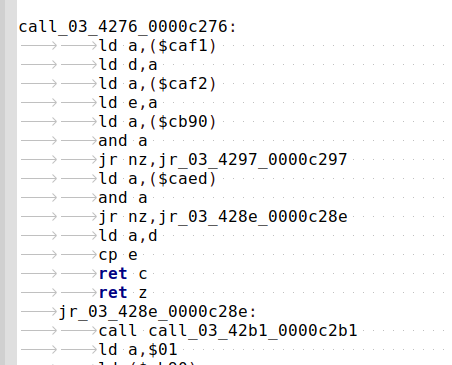 call_03_4276_0000c276:
ld a,($caf1)
ld d,a
ld a,($caf2)
ld e,a
ld a,($cb90)
and a
jr nz,jr_03_4297_0000c297
ld a,($caed)
and a
jr nz,jr_03_428e_0000c28e
ld a,d
cp e
ret c
ret z
jr_03_428e_0000c28e:
call call_03_42b1_0000c2b1
ld a,$01